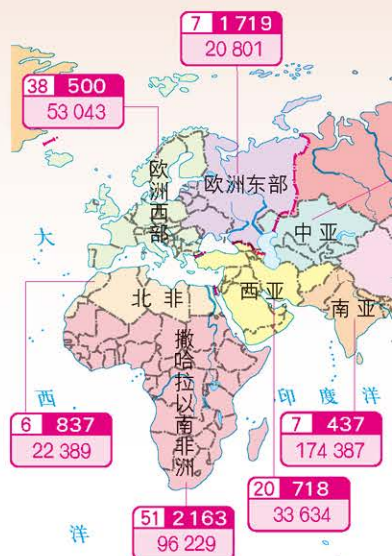 7 1 719
20 801
38 500
53 043
欧洲西部
欧洲东部
中亚
大
北非
西亚
南亚
撒哈拉以南非洲
西
印度洋
6 837
22 389
7 437
174 387
20 718
33 634
51 2 163
96 229
洋